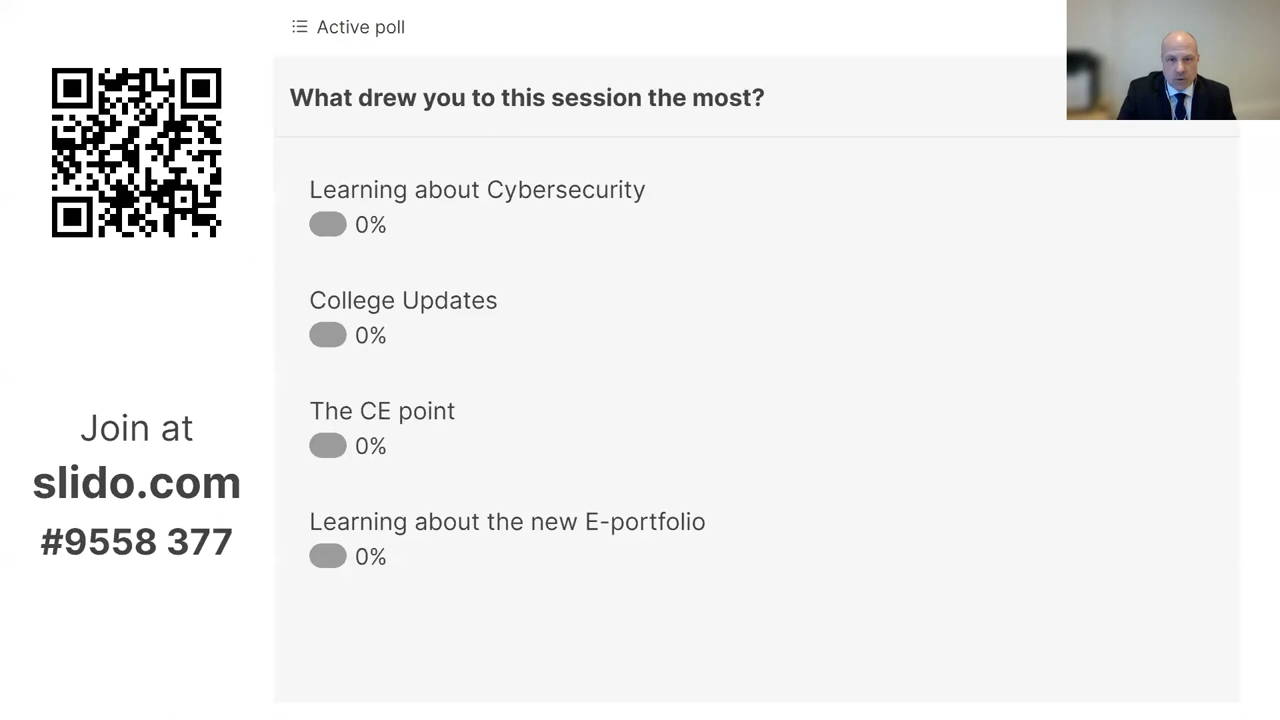 Active poll
What drew you to this session the most?
Learning about Cybersecurity
0%
College Updates
0%
The CE point
0%
Learning about the new E-portfolio
0%
Join at
slido.com
#9558 377